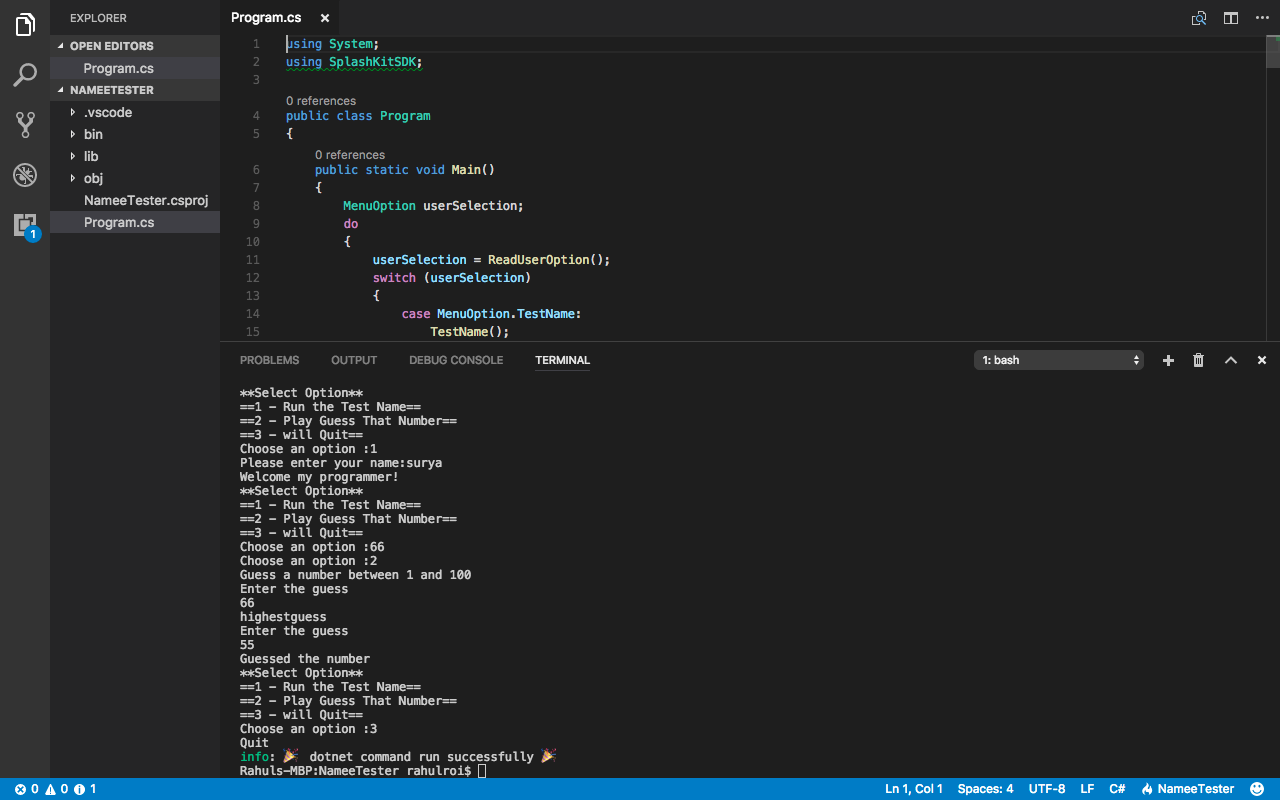 EXPLORER
OPEN EDITORS
Program.cs
NAMEETESTER
.vscode
bin
lib
obj
NameeTester.csproj
Program.cs
1
Program.cs
1 using System;
2 using SplashKitSDK;
3
0 references
4 public class Program
5 {
0 references
6 public static void Main()
7 {
8 MenuOption userSelection;
9 do
10 {
11 userSelection = ReadUserOption();
12 switch (userSelection)
13 {
14 case MenuOption.TestName:
15 TestName();
PROBLEMS OUTPUT DEBUG CONSOLE TERMINAL 1: bash
**Select Option**
==1 - Run the Test Name==
==2 - Play Guess That Number==
==3 - will Quit==
Choose an option :1
Please enter your name:surya
Welcome my programmer!
**Select Option**
==1 - Run the Test Name==
==2 - Play Guess That Number==
==3 - will Quit==
Choose an option :66
Choose an option :2
Guess a number between 1 and 100
Enter the guess
66
highestguess
Enter the guess
55
Guessed the number
**Select Option**
==1 - Run the Test Name==
==2 - Play Guess That Number==
==3 - will Quit==
Choose an option :3
Quit
info: 🎉 dotnet command run successfully 🎉
Rahuls-MBP:NameeTester rahulroi$
0 0 1 Ln 1, Col 1 Spaces: 4 UTF-8 LF C# NameeTester